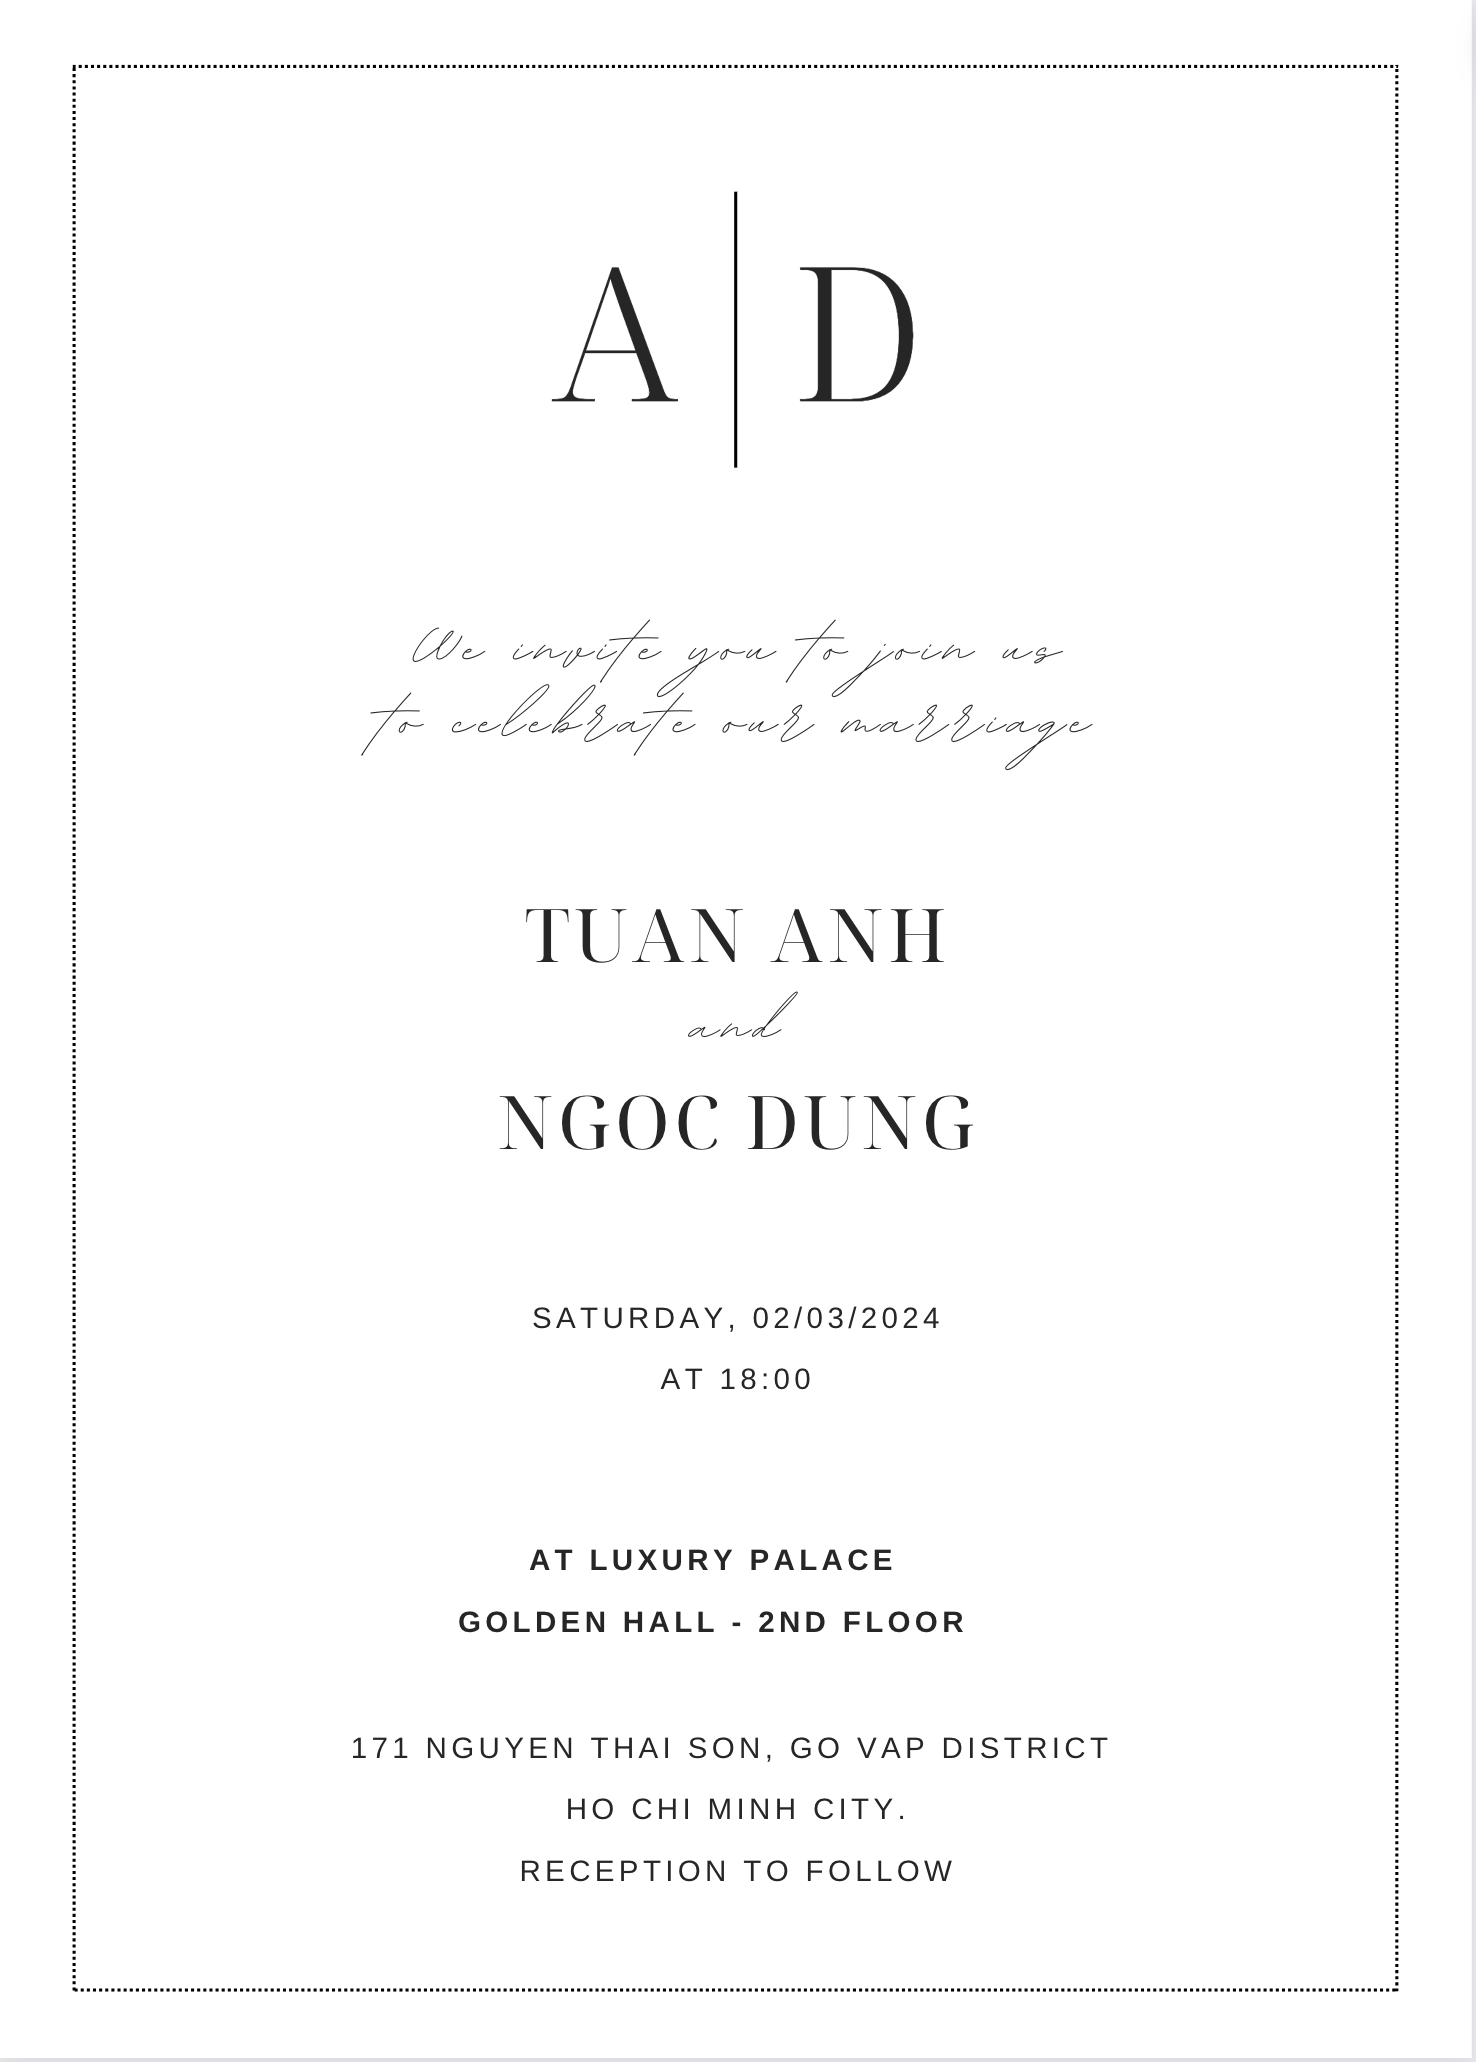 A | D
We invite you to join us
to celebrate our marriage
TUAN ANH
and
NGOC DUNG
SATURDAY, 02/03/2024
AT 18:00
AT LUXURY PALACE
GOLDEN HALL - 2ND FLOOR
171 NGUYEN THAI SON, GO VAP DISTRICT
HO CHI MINH CITY.
RECEPTION TO FOLLOW